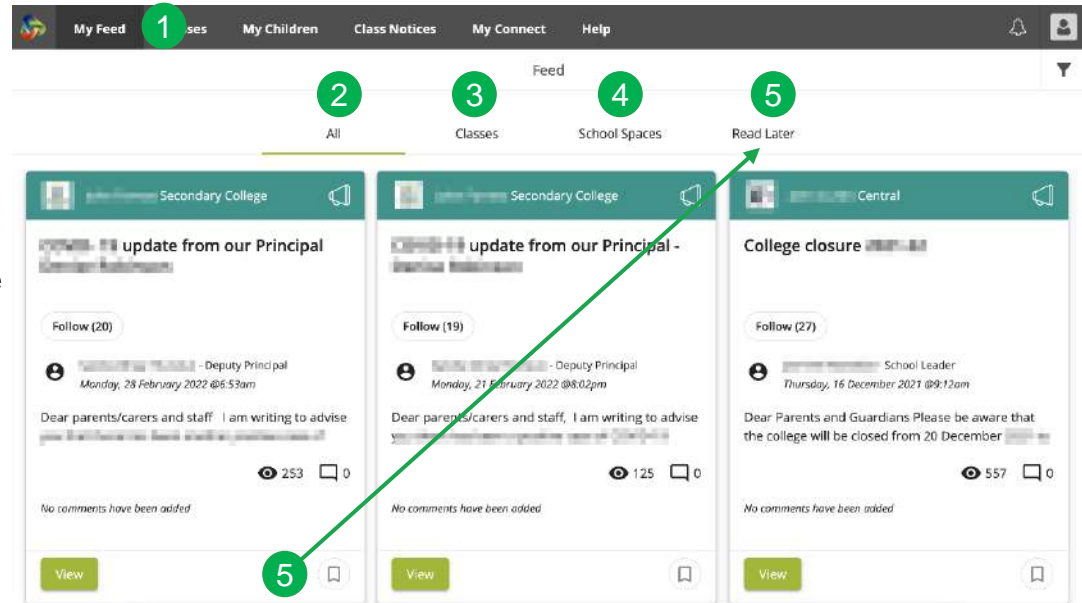 My Feed 1 ses My Children Class Notices My Connect Help
Feed
2 3 4 5
All Classes School Spaces Read Later
Secondary College
update from our Principal
Follow (20)
- Deputy Principal
Monday, 28 February 2022 @6:53am
Dear parents/carers and staff I am writing to advise
253 0
No comments have been added
View 5
Secondary College
update from our Principal -
Follow (19)
- Deputy Principal
Monday, 21 February 2022 @8:02pm
Dear parents/carers and staff, I am writing to advise
125 0
No comments have been added
View
Central
College closure
Follow (27)
School Leader
Thursday, 16 December 2021 @9:12am
Dear Parents and Guardians Please be aware that
the college will be closed from 20 December
557 0
No comments have been added
View